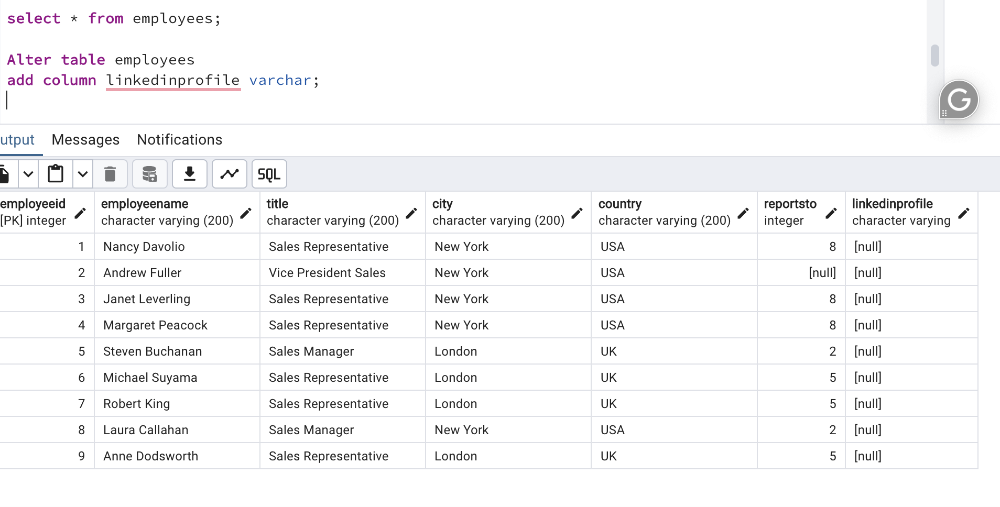 select * from employees;
Alter table employees
add column linkedinprofile varchar;
G
utput Messages Notifications
SQL
employeeid employeename title city country reportsto linkedinprofile
[PK] integer character varying (200) character varying (200) character varying (200) character varying (200) integer character varying
1 Nancy Davolio Sales Representative New York USA 8 [null]
2 Andrew Fuller Vice President Sales New York USA [null] [null]
3 Janet Leverling Sales Representative New York USA 8 [null]
4 Margaret Peacock Sales Representative New York USA 8 [null]
5 Steven Buchanan Sales Manager London UK 2 [null]
6 Michael Suyama Sales Representative London UK 5 [null]
7 Robert King Sales Representative London UK 5 [null]
8 Laura Callahan Sales Manager New York USA 2 [null]
9 Anne Dodsworth Sales Representative London UK 5 [null]